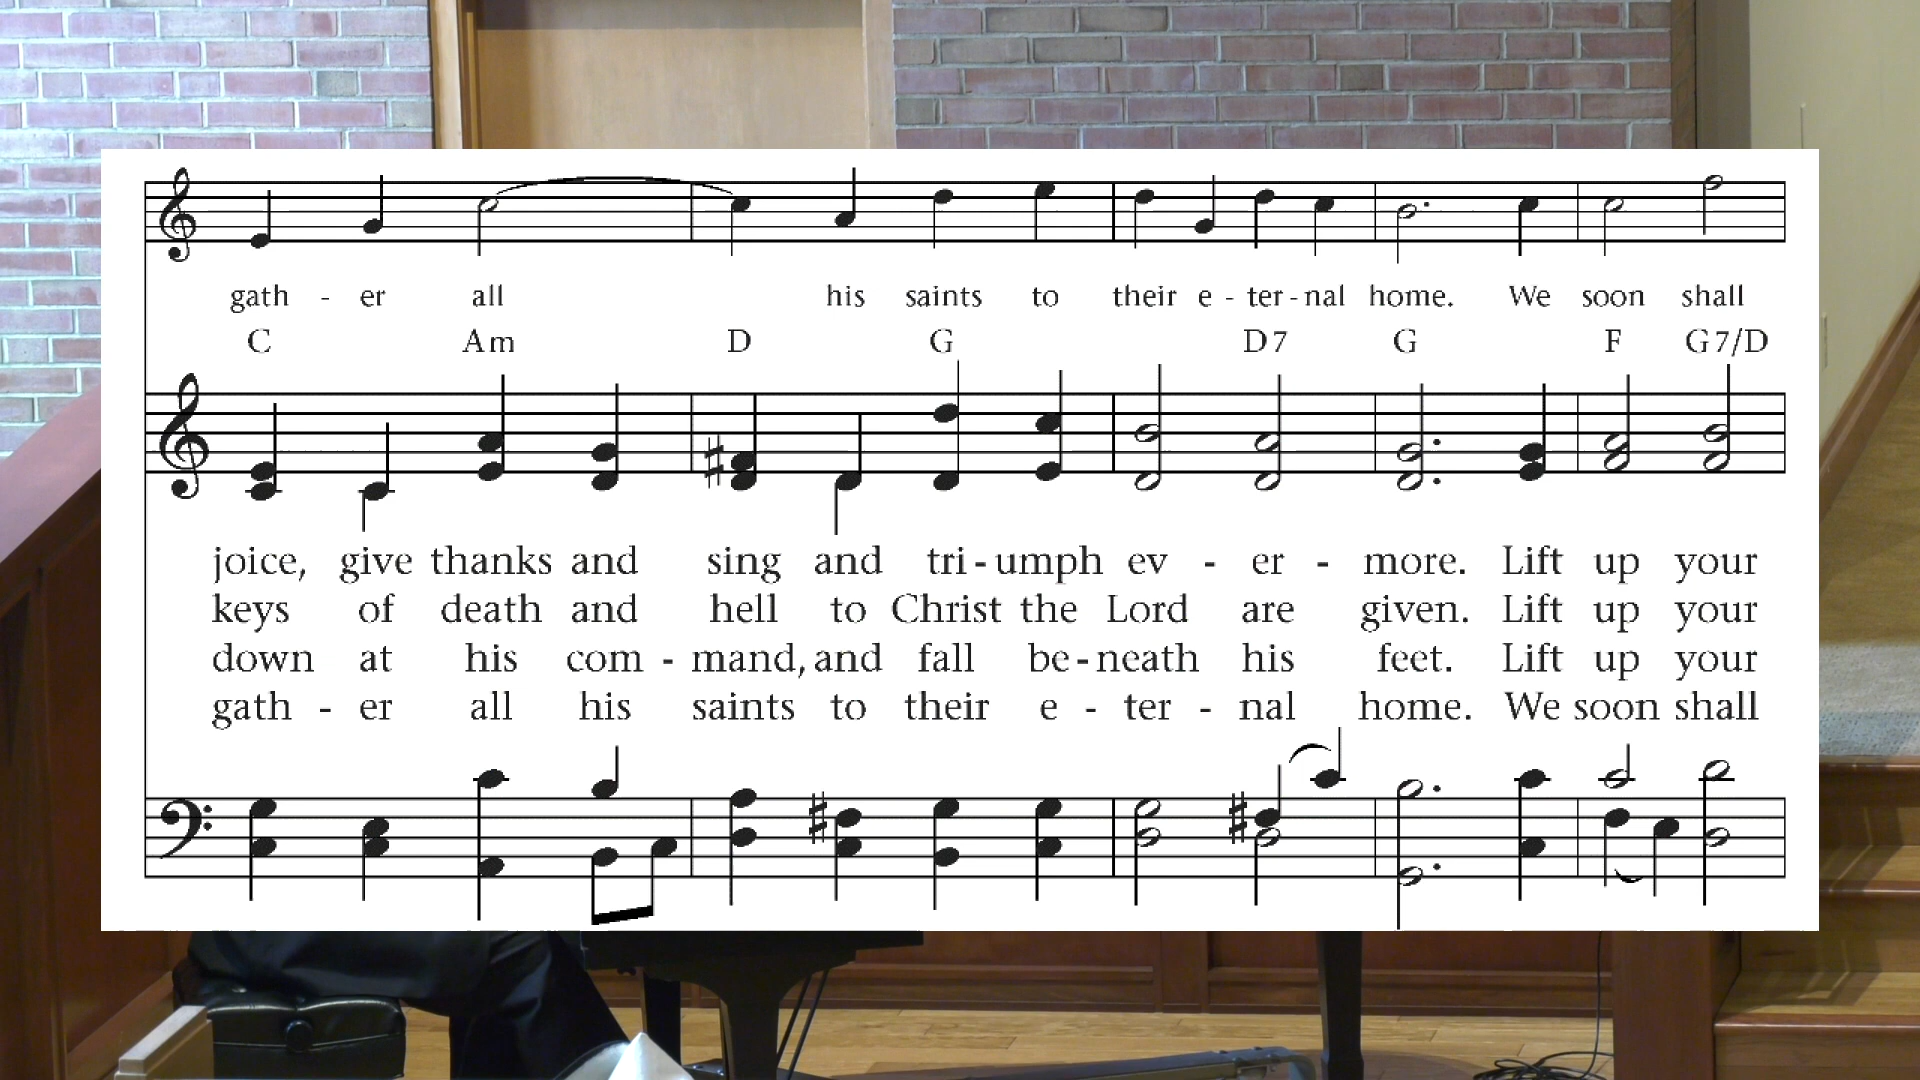 gath - er all his saints to their e - ter - nal home. We soon shall
C Am D G D7 G F G7/D
joice, give thanks and sing and tri - umph ev - er - more. Lift up your
keys of death and hell to Christ the Lord are given. Lift up your
down at his com - mand, and fall be - neath his feet. Lift up your
gath - er all his saints to their e - ter - nal home. We soon shall